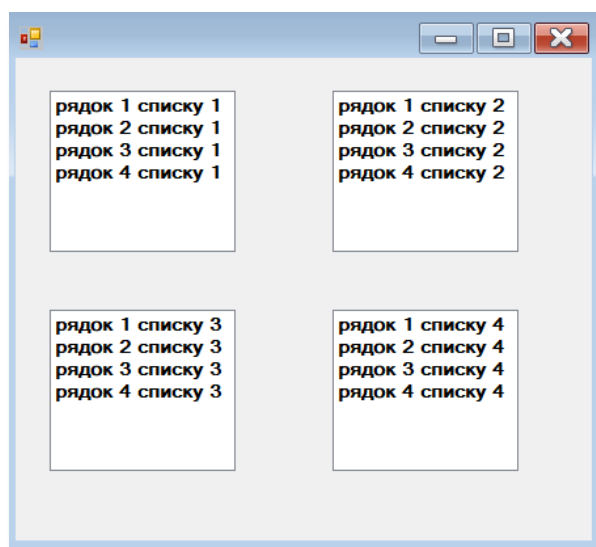 рядок 1 списку 1
рядок 2 списку 1
рядок 3 списку 1
рядок 4 списку 1
рядок 1 списку 2
рядок 2 списку 2
рядок 3 списку 2
рядок 4 списку 2
рядок 1 списку 3
рядок 2 списку 3
рядок 3 списку 3
рядок 4 списку 3
рядок 1 списку 4
рядок 2 списку 4
рядок 3 списку 4
рядок 4 списку 4